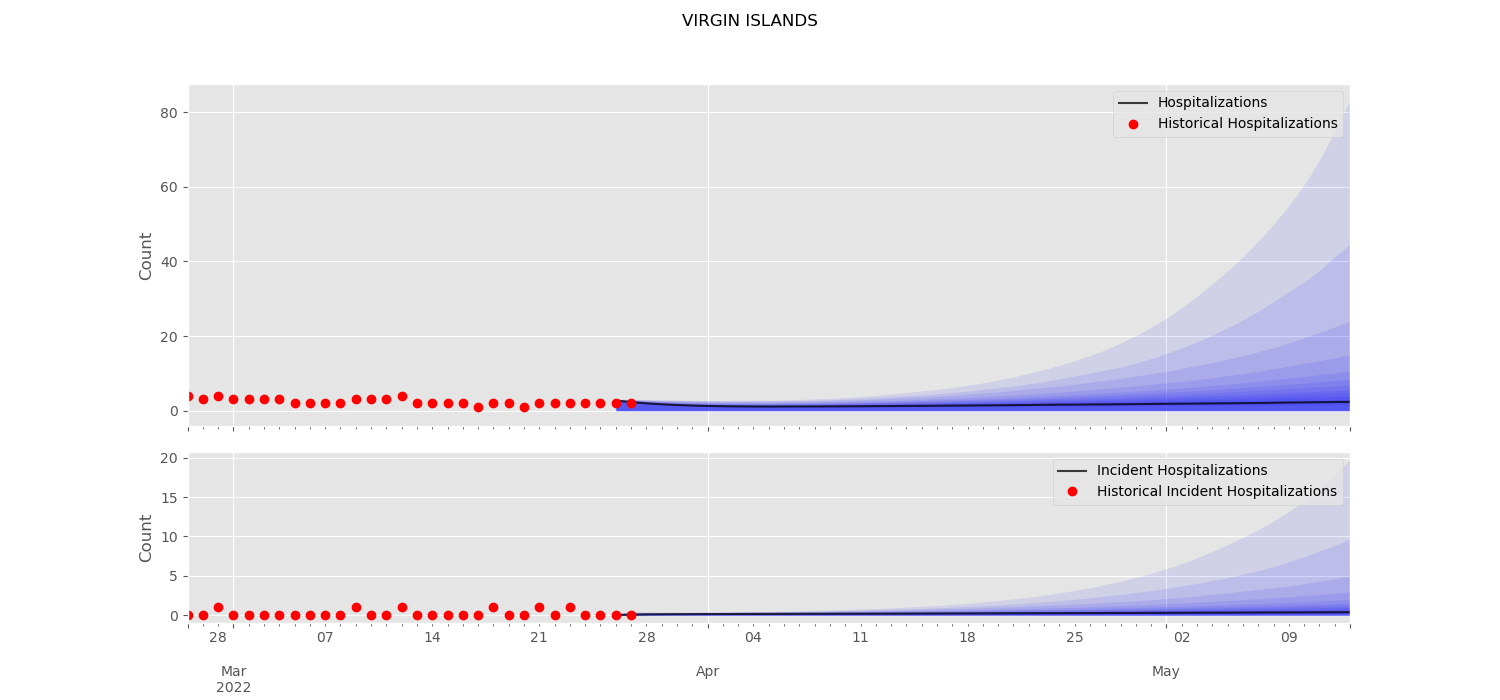 VIRGIN ISLANDS
Hospitalizations
Historical Hospitalizations
80
60
40
20
0
Count
Incident Hospitalizations
Historical Incident Hospitalizations
20
15
10
5
0
Count
28 07 14 21 28 04 11 18 25 02 09
Mar Apr May
2022